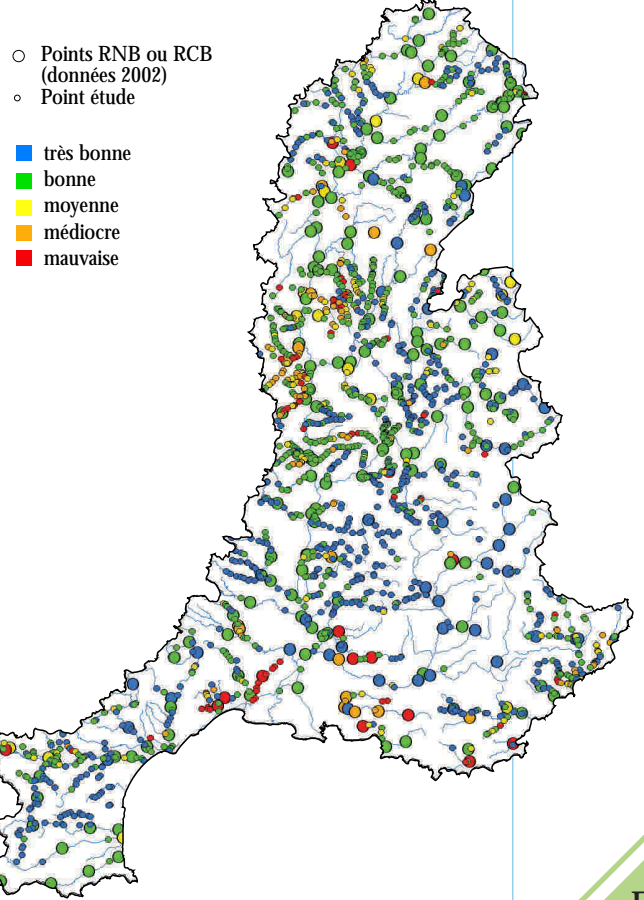 Points RNB ou RCB
(données 2002)
Point étude
très bonne
bonne
moyenne
médiocre
mauvaise